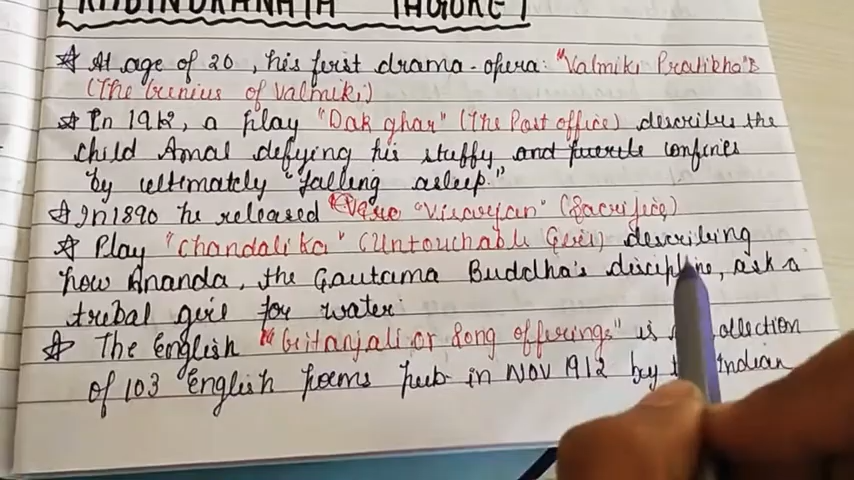 [RABINDRANATH TAGORE]
☆ At age of 20, his first drama-opera: "Valmiki Pratibha"
(The Genius of Valmiki)
☆ In 1912, a play "Dak ghar" (The Post office) describes the
child Amal defying his stuffy and puerile confines
by ultimately "falling asleep."
☆ In 1890 he released "Visarjan" (Sacrifice)
☆ Play "Chandalika" (Untouchable Girl) describing
how Ananda, the Gautama Buddha's discipline, ask a
trebal girl for water.
☆ The English "Gitanjali or Song offerings" is collection
of 103 English poems pub in NOV 1912 by Indian